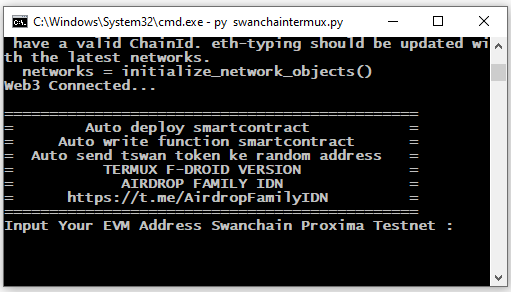 C:\Windows\System32\cmd.exe - py swanchaintermux.py
have a valid ChainId. eth-typing should be updated wi
th the latest networks.
networks = initialize_network_objects()
Web3 Connected...
==================================================
= Auto deploy smartcontract =
= Auto write function smartcontract =
= Auto send tswan token ke random address =
= TERMUX F-DROID VERSION =
= AIRDROP FAMILY IDN =
= https://t.me/AirdropFamilyIDN =
==================================================
Input Your EVM Address Swanchain Proxima Testnet :